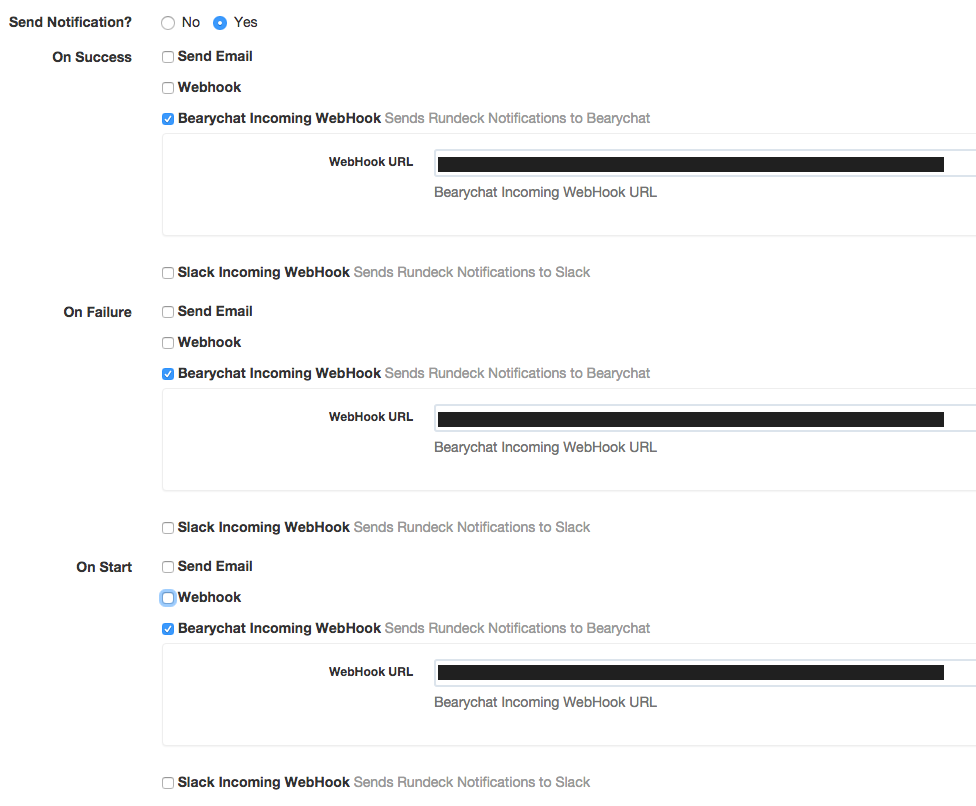 Send Notification? No Yes
On Success Send Email
Webhook
Bearychat Incoming WebHook Sends Rundeck Notifications to Bearychat
WebHook URL
Bearychat Incoming WebHook URL
Slack Incoming WebHook Sends Rundeck Notifications to Slack
On Failure Send Email
Webhook
Bearychat Incoming WebHook Sends Rundeck Notifications to Bearychat
WebHook URL
Bearychat Incoming WebHook URL
Slack Incoming WebHook Sends Rundeck Notifications to Slack
On Start Send Email
Webhook
Bearychat Incoming WebHook Sends Rundeck Notifications to Bearychat
WebHook URL
Bearychat Incoming WebHook URL
Slack Incoming WebHook Sends Rundeck Notifications to Slack